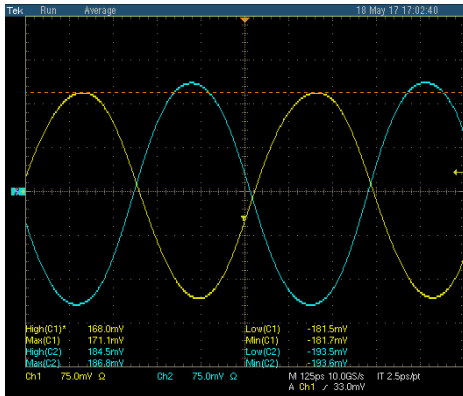 Tek Run Average 18 May 17 17:02:40
2
T
High(C1)* 168.0mV Low(C1) -181.5mV
Max(C1) 171.1mV Min(C1) -181.7mV
High(C2) 184.5mV Low(C2) -193.5mV
Max(C2) 186.8mV Min(C2) -193.6mV
Ch1 75.0mV Ω Ch2 75.0mV Ω M 125ps 10.0GS/s IT 2.5ps/pt
A Ch1 ∕ 33.0mV